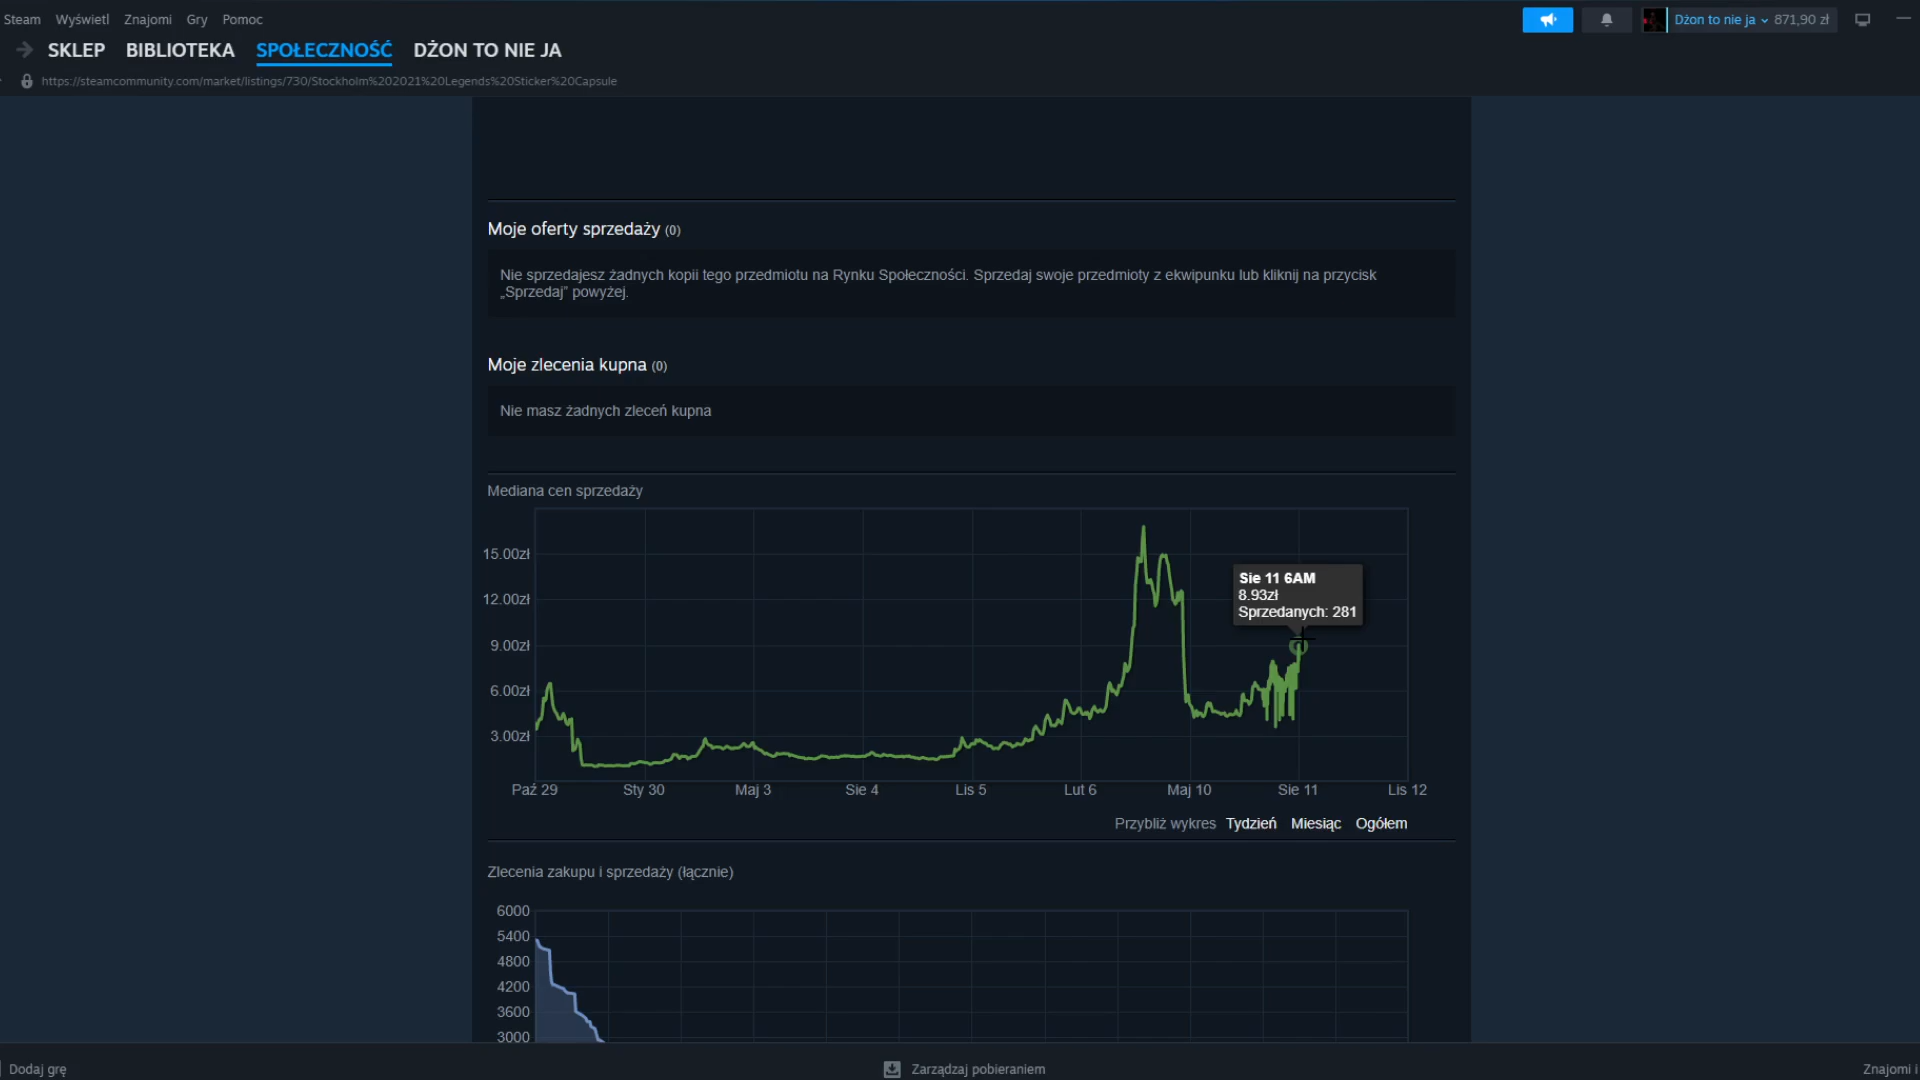 Steam Wyświetl Znajomi Gry Pomoc
Dżon to nie ja 871,90 zł
SKLEP BIBLIOTEKA SPOŁECZNOŚĆ DŻON TO NIE JA
https://steamcommunity.com/market/listings/730/Stockholm%202021%20Legends%20Sticker%20Capsule
Moje oferty sprzedaży (0)
Nie sprzedajesz żadnych kopii tego przedmiotu na Rynku Społeczności. Sprzedaj swoje przedmioty z ekwipunku lub kliknij na przycisk
„Sprzedaj” powyżej.
Moje zlecenia kupna (0)
Nie masz żadnych zleceń kupna
Mediana cen sprzedaży
15.00zł
12.00zł
9.00zł
6.00zł
3.00zł
Sie 11 6AM
8.93zł
Sprzedanych: 281
Paź 29 Sty 30 Maj 3 Sie 4 Lis 5 Lut 6 Maj 10 Sie 11 Lis 12
Przybliż wykres Tydzień Miesiąc Ogółem
Zlecenia zakupu i sprzedaży (łącznie)
6000
5400
4800
4200
3600
3000
Dodaj grę Zarządzaj pobieraniem Znajomi i